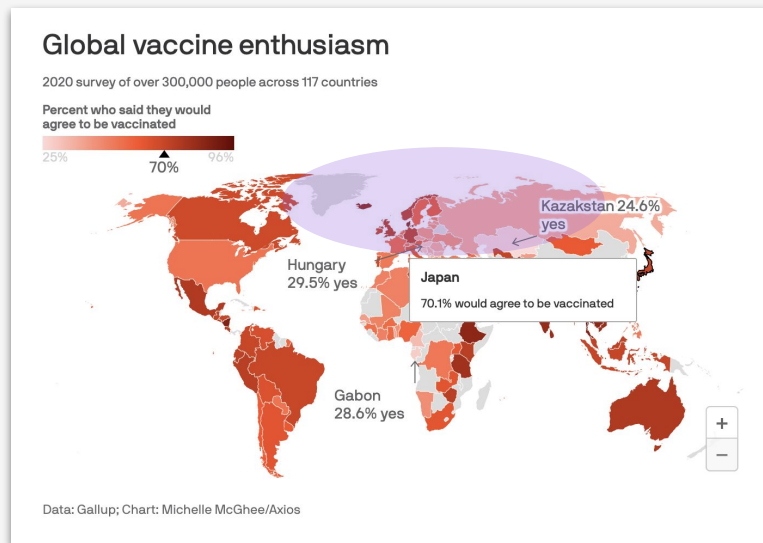 Global vaccine enthusiasm
2020 survey of over 300,000 people across 117 countries
Percent who said they would
agree to be vaccinated
25%
96%
70%
Kazakstan 24.6%
yes
Hungary
29.5% yes
Japan
70.1% would agree to be vaccinated
Gabon
28.6% yes
+
−
Data: Gallup; Chart: Michelle McGhee/Axios